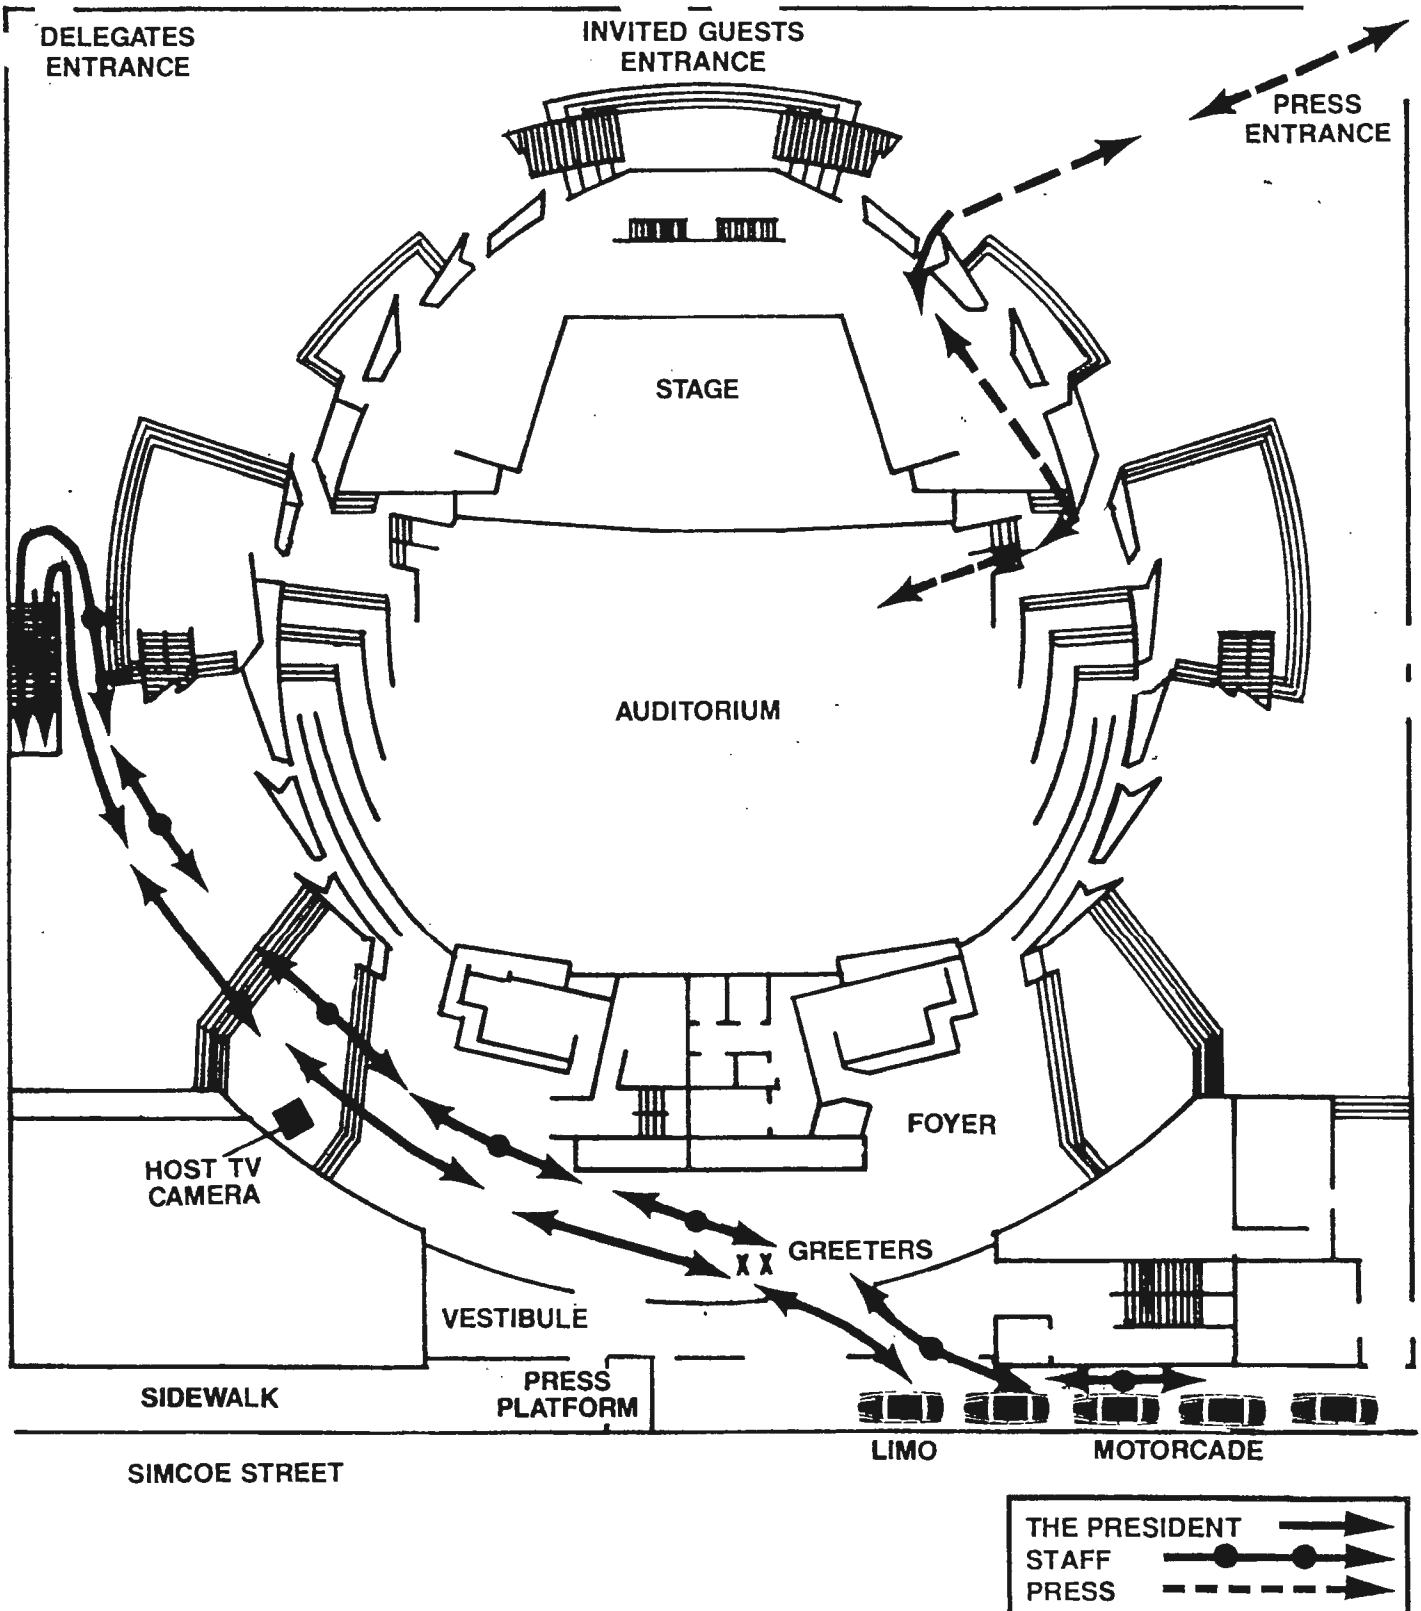 DELEGATES
ENTRANCE
INVITED GUESTS
ENTRANCE
PRESS
ENTRANCE
STAGE
AUDITORIUM
FOYER
HOST TV
CAMERA
X X
GREETERS
VESTIBULE
PRESS
PLATFORM
SIDEWALK
LIMO
MOTORCADE
SIMCOE STREET
THE PRESIDENT
STAFF
PRESS